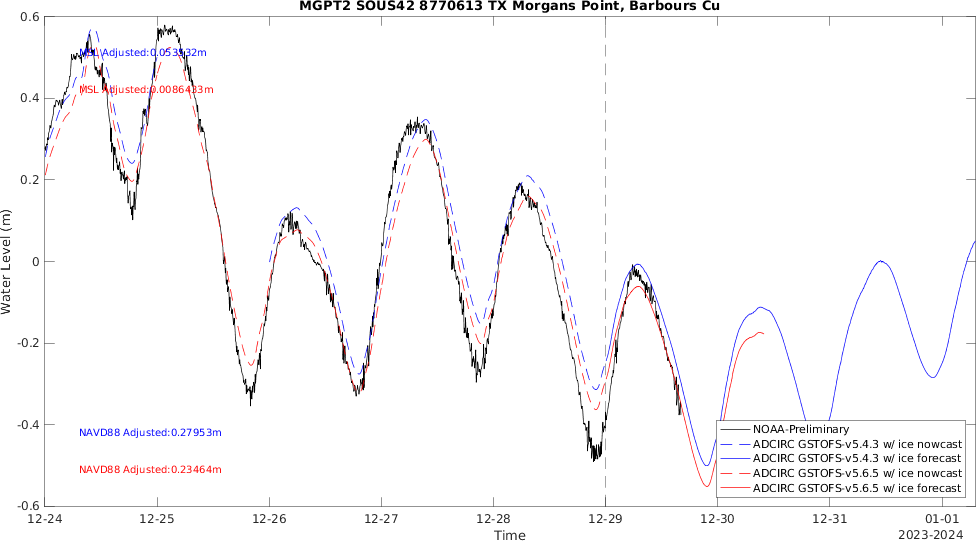 MGPT2 SOUS42 8770613 TX Morgans Point, Barbours Cu
0.6
MSL Adjusted:0.053932m
0.4
MSL Adjusted:0.0086433m
0.2
Water Level (m)
0
-0.2
-0.4
NAVD88 Adjusted:0.27953m
NOAA-Preliminary
ADCIRC GSTOFS-v5.4.3 w/ ice nowcast
ADCIRC GSTOFS-v5.4.3 w/ ice forecast
NAVD88 Adjusted:0.23464m
ADCIRC GSTOFS-v5.6.5 w/ ice nowcast
ADCIRC GSTOFS-v5.6.5 w/ ice forecast
-0.6
12-24 12-25 12-26 12-27 12-28 12-29 12-30 12-31 01-01
Time
2023-2024